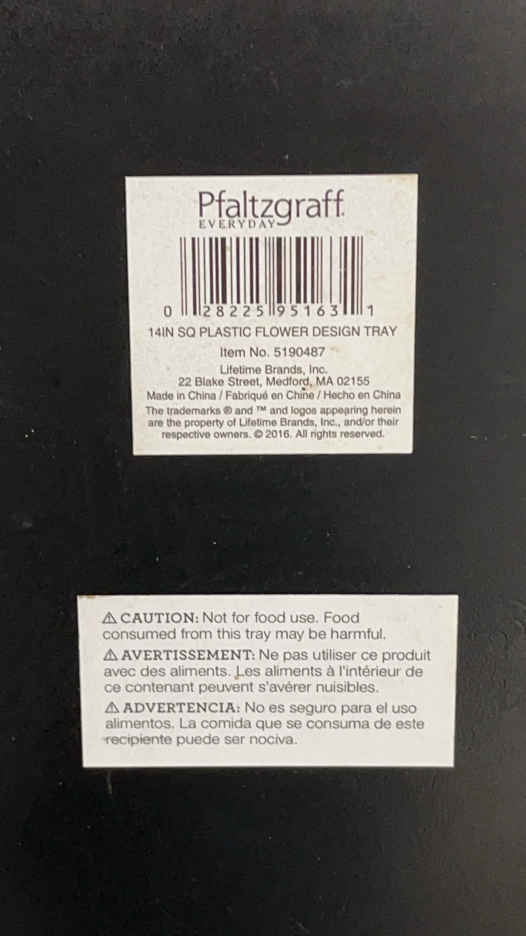 Pfaltzgraff
EVERYDAY
0 28225 95163 1
14IN SQ PLASTIC FLOWER DESIGN TRAY
Item No. 5190487
Lifetime Brands, Inc.
22 Blake Street, Medford, MA 02155
Made in China / Fabriqué en Chine / Hecho en China
The trademarks ® and ™ and logos appearing herein
are the property of Lifetime Brands, Inc., and/or their
respective owners. © 2016. All rights reserved.
⚠ CAUTION: Not for food use. Food
consumed from this tray may be harmful.
⚠ AVERTISSEMENT: Ne pas utiliser ce produit
avec des aliments. Les aliments à l'intérieur de
ce contenant peuvent s'avérer nuisibles.
⚠ ADVERTENCIA: No es seguro para el uso
alimentos. La comida que se consuma de este
recipiente puede ser nociva.